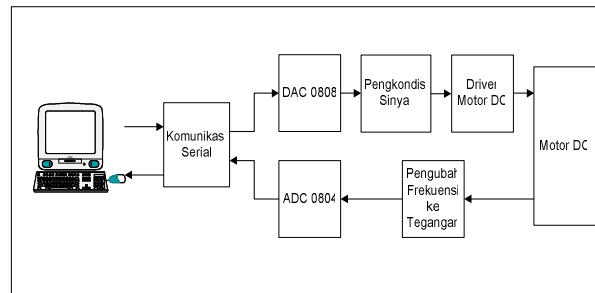 DAC 0808
Pengkondis
Sinya
Driver
Motor DC
Komunikas
Serial
Motor DC
ADC 0804
Pengubah
Frekuensi
ke
Tegangan